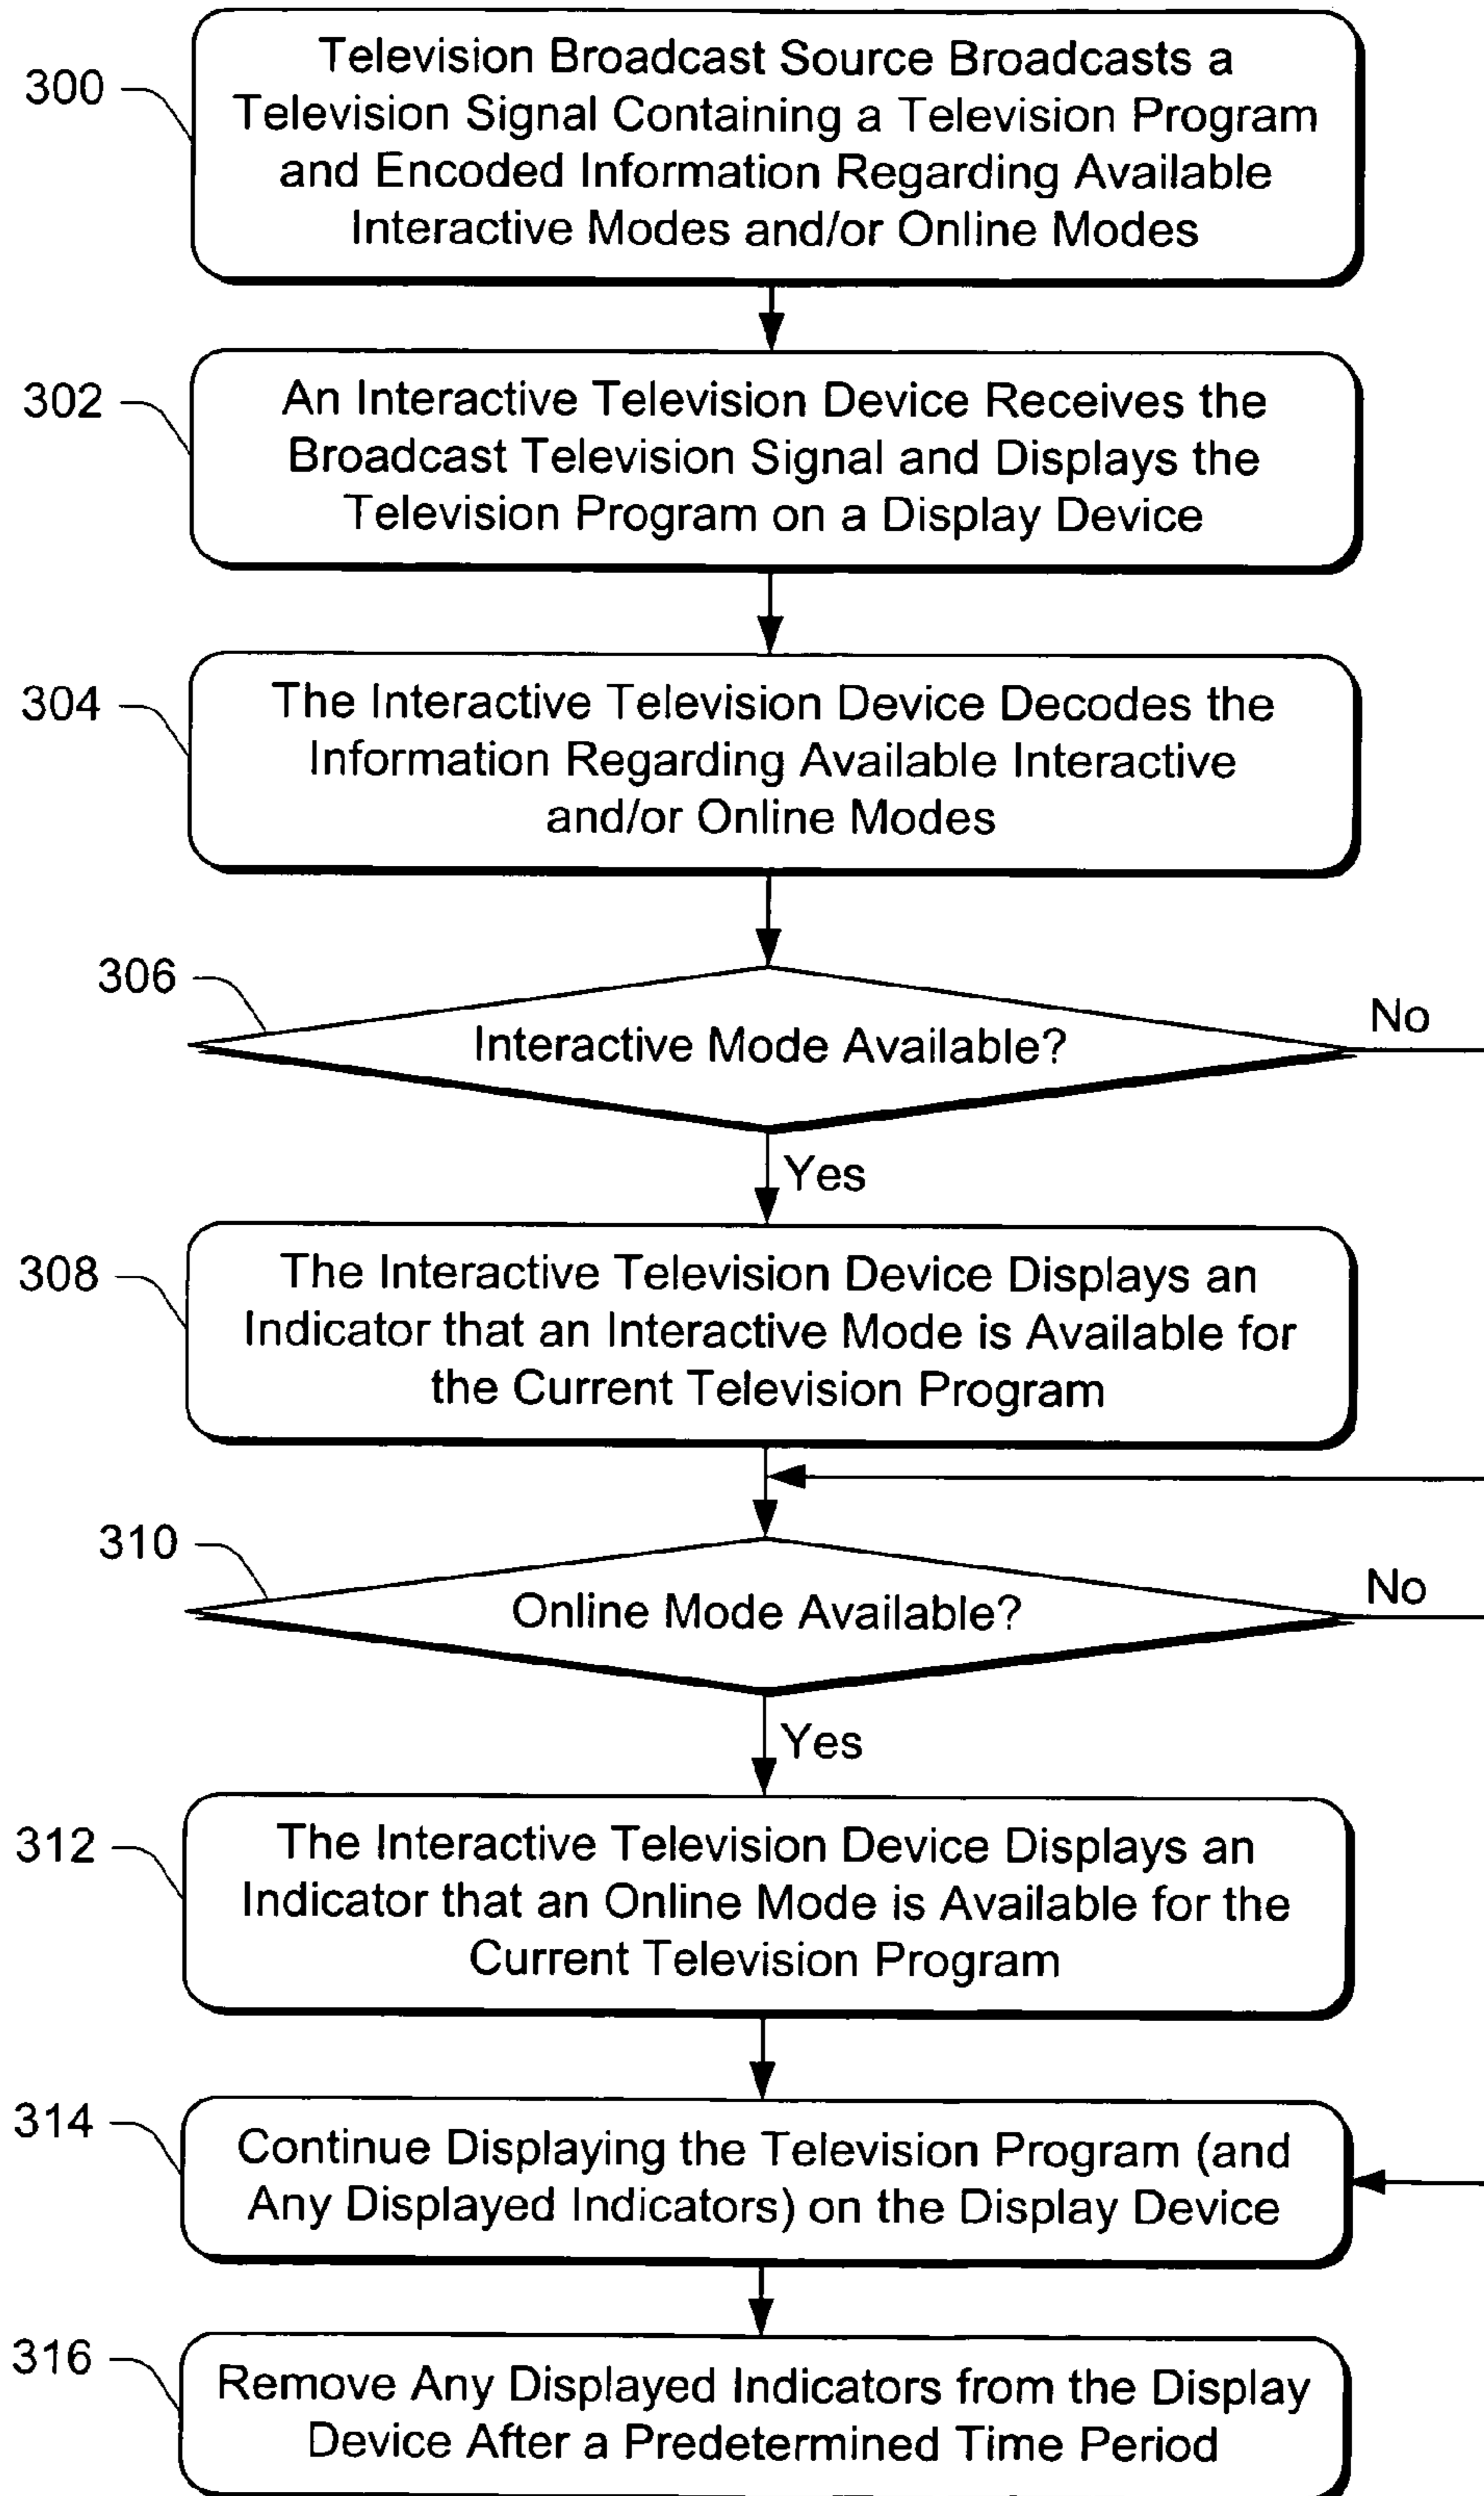 300
Television Broadcast Source Broadcasts a
Television Signal Containing a Television Program
and Encoded Information Regarding Available
Interactive Modes and/or Online Modes
302
An Interactive Television Device Receives the
Broadcast Television Signal and Displays the
Television Program on a Display Device
304
The Interactive Television Device Decodes the
Information Regarding Available Interactive
and/or Online Modes
306
Interactive Mode Available?
No
Yes
308
The Interactive Television Device Displays an
Indicator that an Interactive Mode is Available for
the Current Television Program
310
Online Mode Available?
No
Yes
312
The Interactive Television Device Displays an
Indicator that an Online Mode is Available for the
Current Television Program
314
Continue Displaying the Television Program (and
Any Displayed Indicators) on the Display Device
316
Remove Any Displayed Indicators from the Display
Device After a Predetermined Time Period